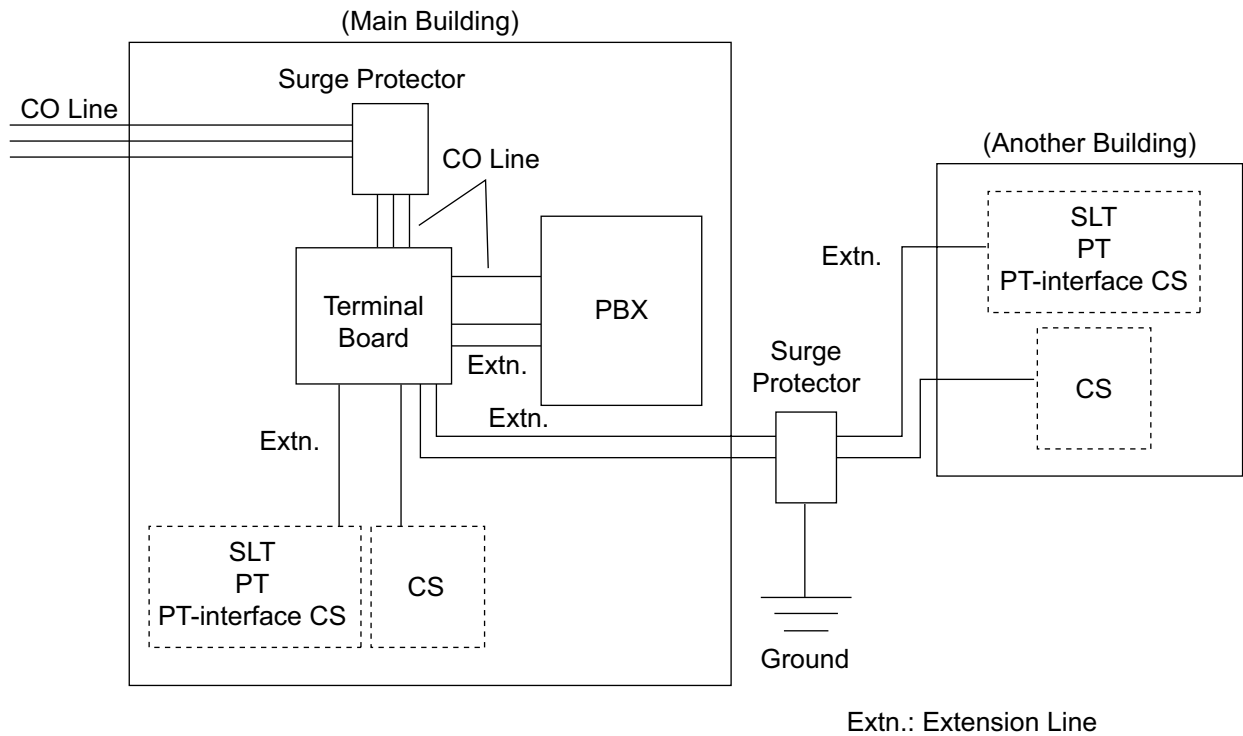 (Main Building)
Surge Protector
CO Line
CO Line
(Another Building)
SLT
PT
PT-interface CS
Extn.
Terminal
Board
PBX
Extn.
Surge
Protector
CS
Extn.
Extn.
SLT
PT
PT-interface CS
CS
Ground
Extn.: Extension Line